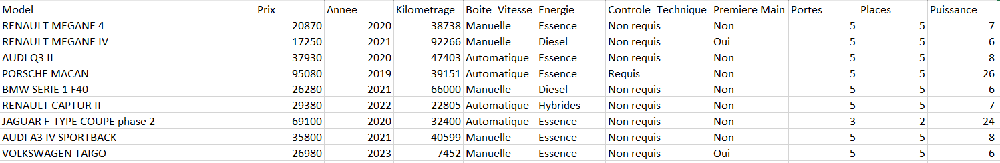 Model Prix Annee Kilometrage Boite_Vitesse Energie Controle_Technique Premiere Main Portes Places Puissance
RENAULT MEGANE 4 20870 2020 38738 Manuelle Essence Non requis Non 5 5 7
RENAULT MEGANE IV 17250 2021 92266 Manuelle Diesel Non requis Oui 5 5 6
AUDI Q3 II 37930 2020 47403 Automatique Essence Non requis Non 5 5 8
PORSCHE MACAN 95080 2019 39151 Automatique Essence Requis Non 5 5 26
BMW SERIE 1 F40 26280 2021 66000 Manuelle Diesel Non requis Non 5 5 6
RENAULT CAPTUR II 29380 2022 22805 Automatique Hybrides Non requis Non 5 5 7
JAGUAR F-TYPE COUPE phase 2 69100 2020 32400 Automatique Essence Non requis Non 3 2 24
AUDI A3 IV SPORTBACK 35800 2021 40599 Manuelle Essence Non requis Non 5 5 8
VOLKSWAGEN TAIGO 26980 2023 7452 Manuelle Essence Non requis Oui 5 5 6